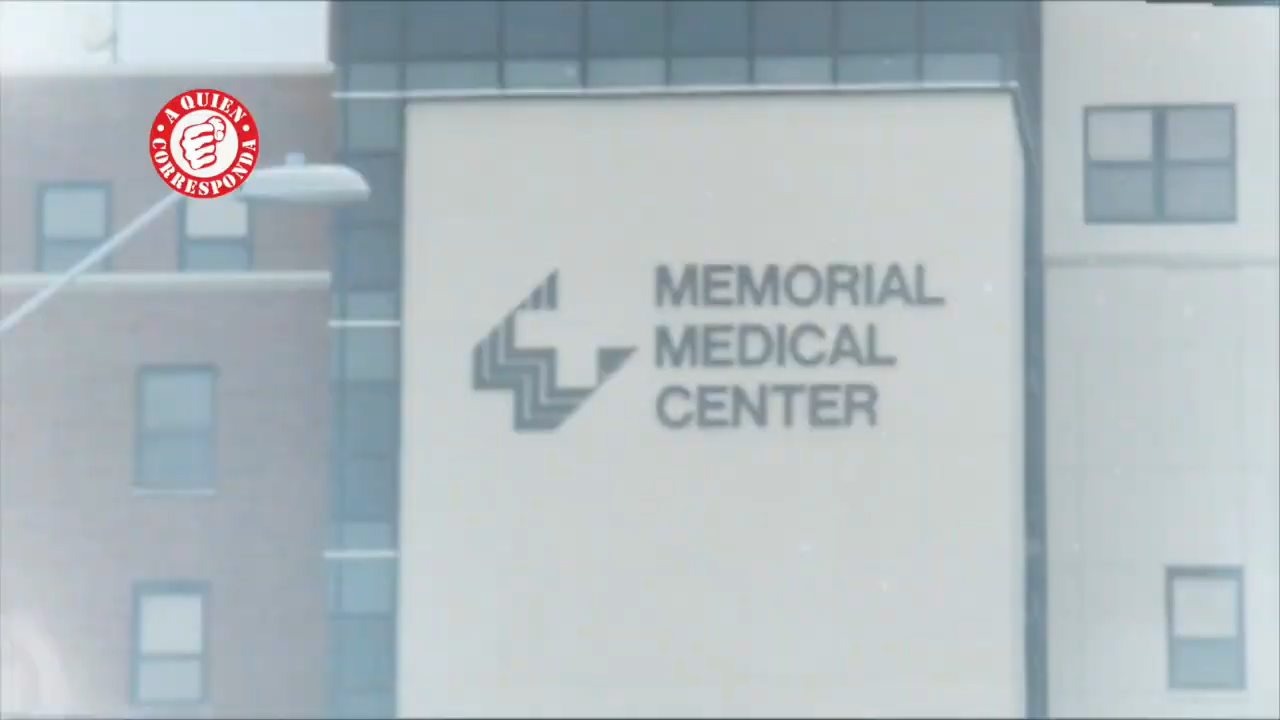 A QUIEN
CORRESPONDA
MEMORIAL
MEDICAL
CENTER